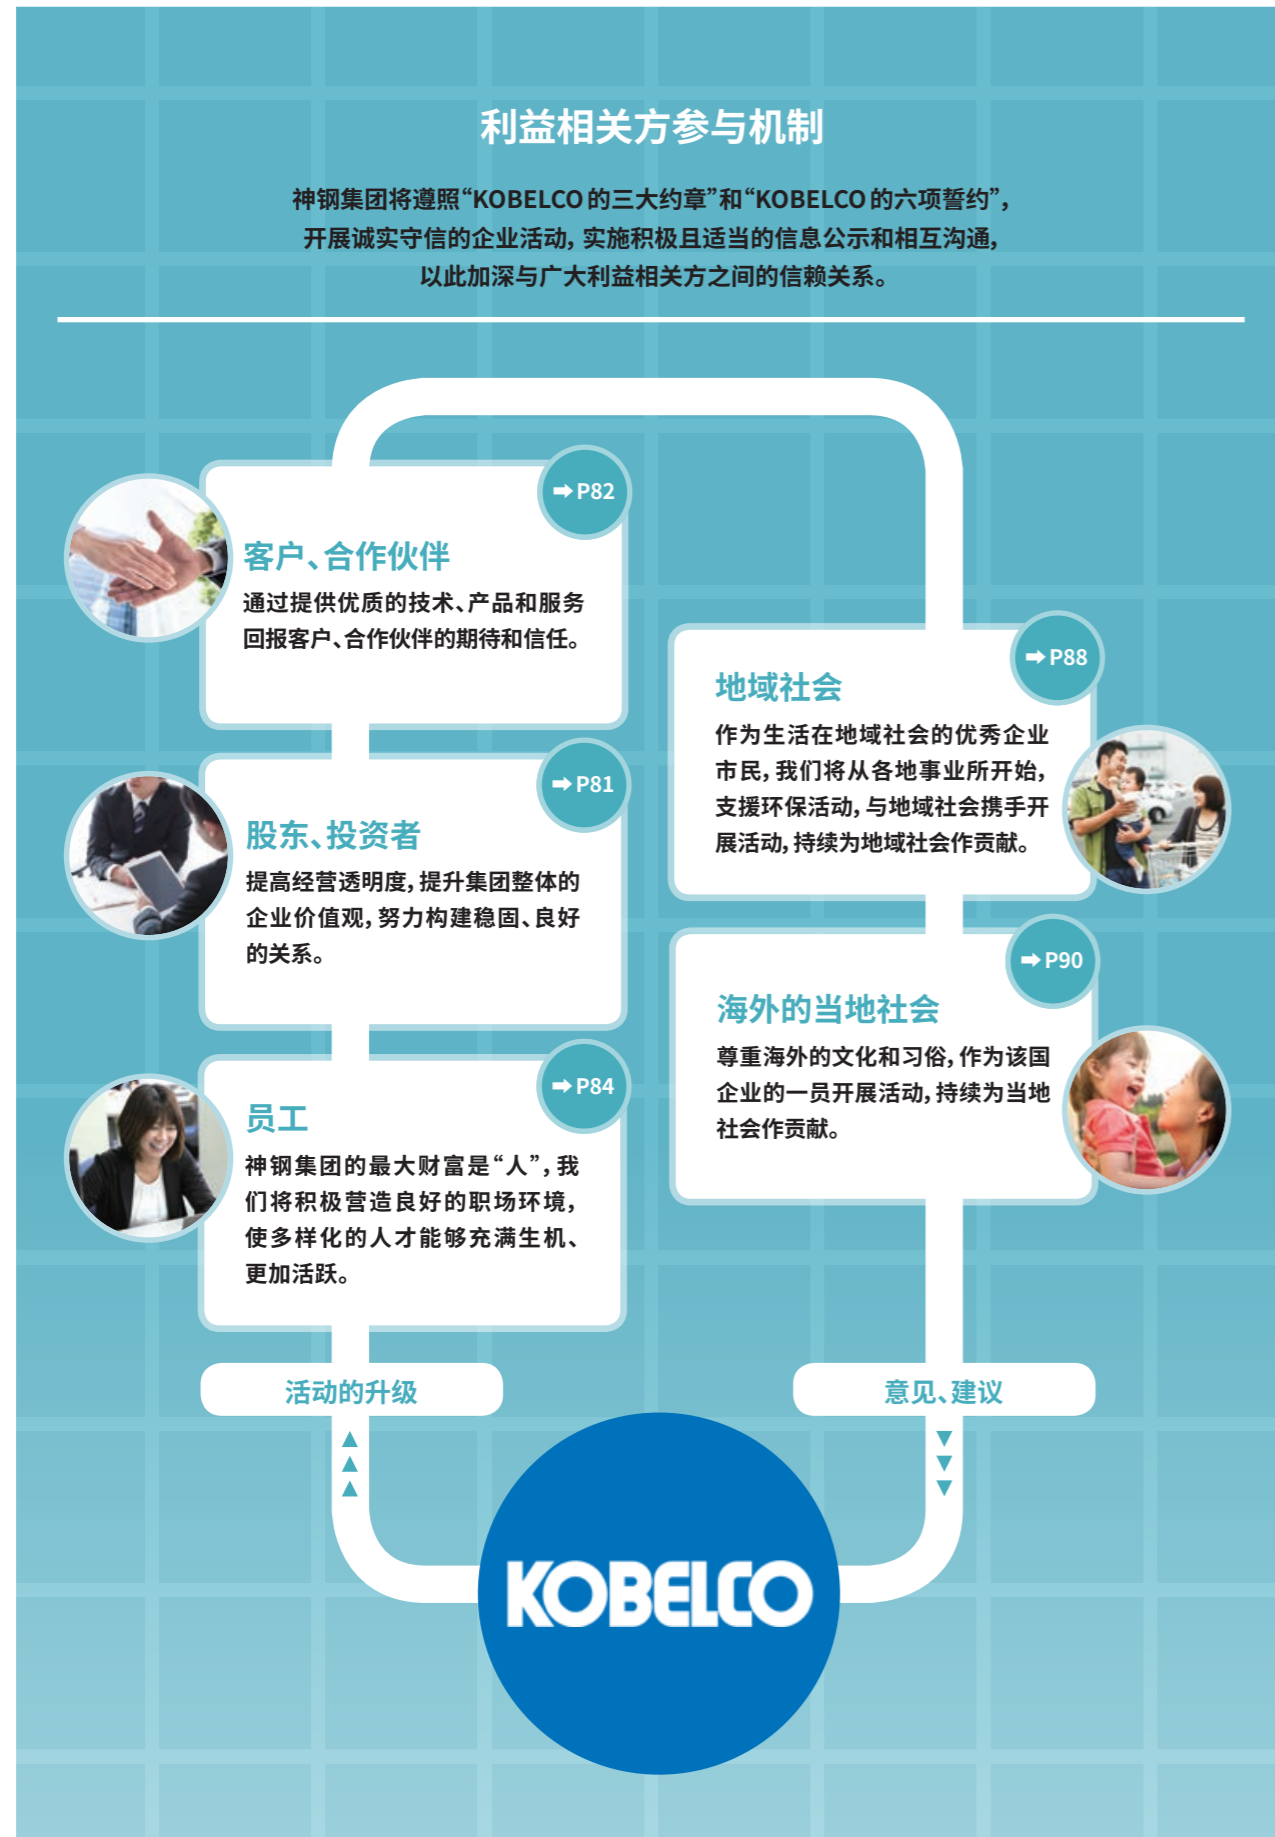 利益相关方参与机制
神钢集团将遵照“KOBELCO的三大约章”和“KOBELCO的六项誓约”,
开展诚实守信的企业活动, 实施积极且适当的信息公示和相互沟通,
以此加深与广大利益相关方之间的信赖关系。
➡P82
客户、合作伙伴
通过提供优质的技术、产品和服务
回报客户、合作伙伴的期待和信任。
➡P81
股东、投资者
提高经营透明度, 提升集团整体的
企业价值观, 努力构建稳固、良好
的关系。
➡P84
员工
神钢集团的最大财富是“人”, 我
们将积极营造良好的职场环境,
使多样化的人才能够充满生机、
更加活跃。
活动的升级
➡P88
地域社会
作为生活在地域社会的优秀企业
市民, 我们将从各地事业所开始,
支援环保活动, 与地域社会携手开
展活动, 持续为地域社会作贡献。
➡P90
海外的当地社会
尊重海外的文化和习俗, 作为该国
企业的一员开展活动, 持续为当地
社会作贡献。
意见、建议
KOBELCO